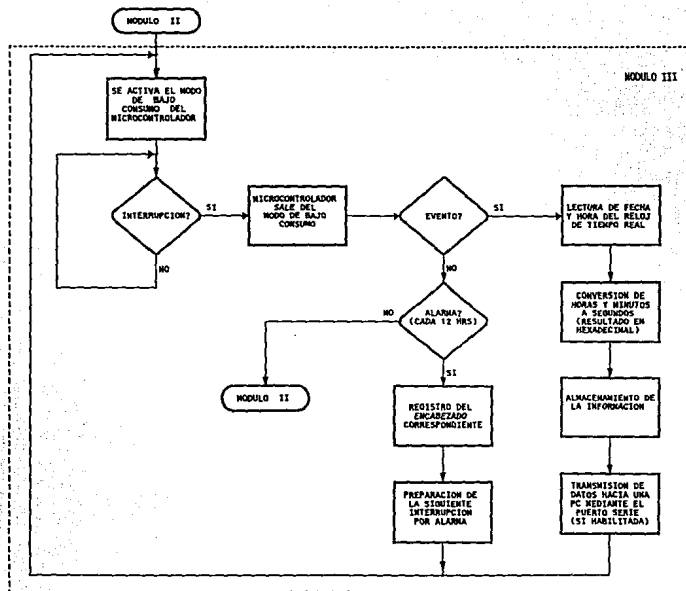 MODULO II
MODULO III
SE ACTIVA EL MODO
DE BAJO
CONSUMO DEL
MICROCONTROLADOR
INTERRUPCION?
SI
NO
MICROCONTROLADOR
SALE DEL
MODO DE BAJO
CONSUMO
EVENTO?
SI
NO
LECTURA DE FECHA
Y HORA DEL RELOJ
DE TIEMPO REAL
CONVERSION DE
HORAS Y MINUTOS
A SEGUNDOS
(RESULTADO EN
HEXADECIMAL)
ALARMA?
(CADA 12 HRS)
NO
SI
MODULO II
REGISTRO DEL
ENCABEZADO
CORRESPONDIENTE
ALMACENAMIENTO DE
LA INFORMACION
PREPARACION DE
LA SIGUIENTE
INTERRUPCION
POR ALARMA
TRANSMISION DE
DATOS HACIA UNA
PC MEDIANTE EL
PUERTO SERIE
(SI HABILITADA)